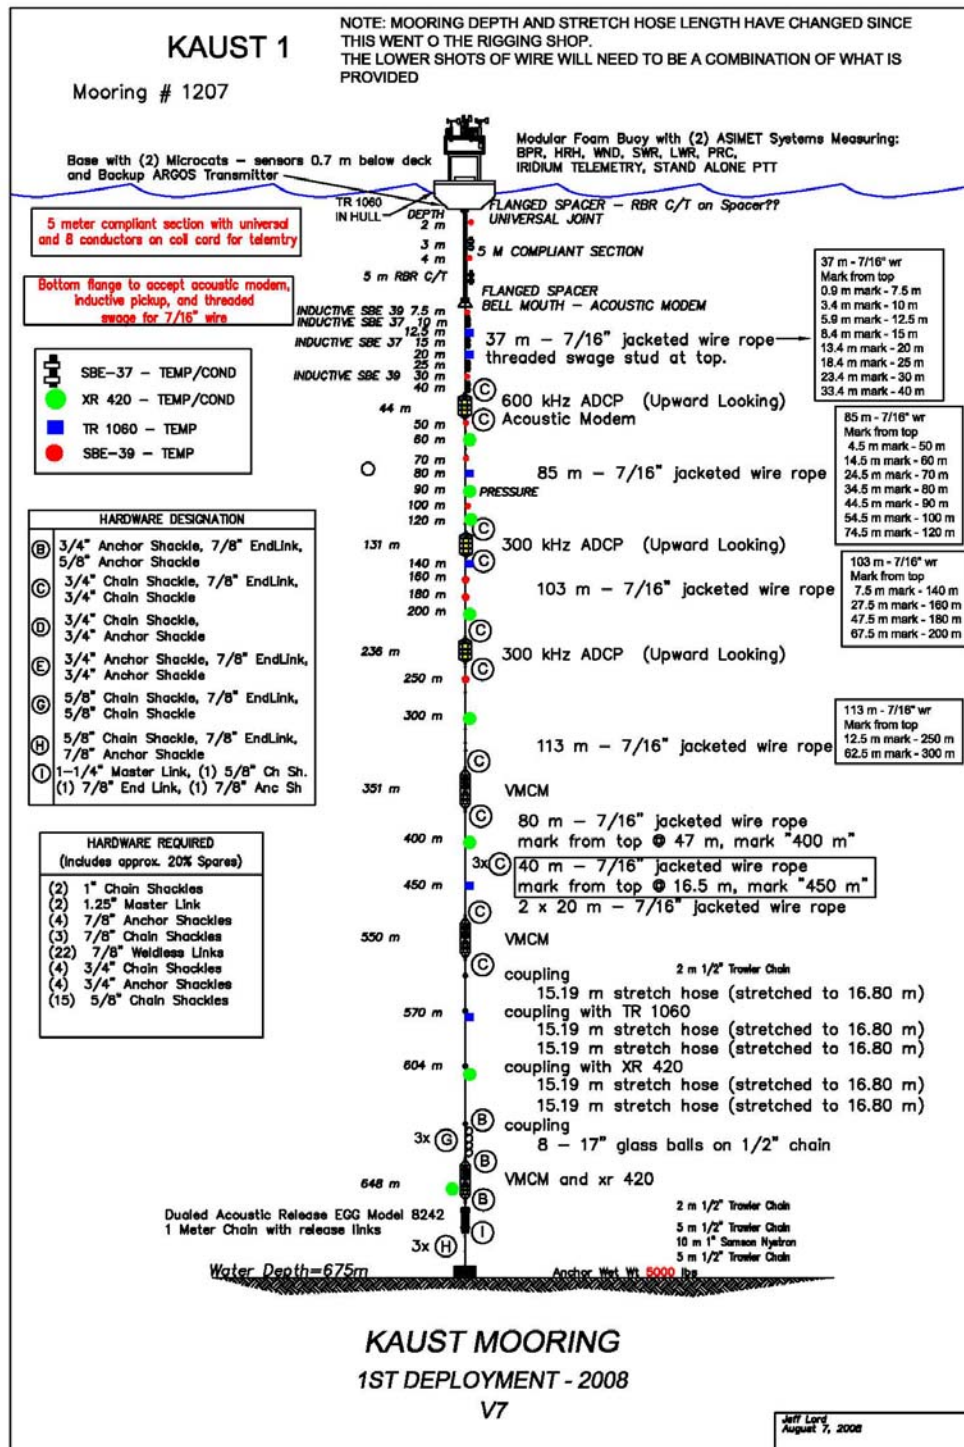 KAUST 1
Mooring # 1207
NOTE: MOORING DEPTH AND STRETCH HOSE LENGTH HAVE CHANGED SINCE
THIS WENT O THE RIGGING SHOP.
THE LOWER SHOTS OF WIRE WILL NEED TO BE A COMBINATION OF WHAT IS
PROVIDED
Base with (2) Microcats - sensors 0.7 m below deck
and Backup ARGOS Transmitter
Modular Foam Buoy with (2) ASIMET Systems Measuring:
BPR, HRH, WND, SWR, LWR, PRC,
IRIDIUM TELEMETRY, STAND ALONE PTT
TR 1060
IN HULL
FLANGED SPACER - RBR C/T on Spacer??
UNIVERSAL JOINT
DEPTH
2 m
3 m
5 M COMPLIANT SECTION
4 m
5 m RBR C/T
FLANGED SPACER
BELL MOUTH - ACOUSTIC MODEM
5 meter compliant section with universal
and 8 conductors on coil cord for telemtry
Bottom flange to accept acoustic modem,
inductive pickup, and threaded
swage for 7/16" wire
INDUCTIVE SBE 39 7.5 m
INDUCTIVE SBE 37 10 m
12.5 m
INDUCTIVE SBE 37 15 m
20 m
25 m
INDUCTIVE SBE 39 30 m
40 m
37 m - 7/16" jacketed wire rope
threaded swage stud at top.
37 m - 7/16" wr
Mark from top
0.9 m mark - 7.5 m
3.4 m mark - 10 m
5.9 m mark - 12.5 m
8.4 m mark - 15 m
13.4 m mark - 20 m
18.4 m mark - 25 m
23.4 m mark - 30 m
33.4 m mark - 40 m
SBE-37 - TEMP/COND
XR 420 - TEMP/COND
TR 1060 - TEMP
SBE-39 - TEMP
C
44 m
600 kHz ADCP (Upward Looking)
C
Acoustic Modem
50 m
60 m
70 m
80 m
85 m - 7/16" jacketed wire rope
90 m
PRESSURE
100 m
120 m
85 m - 7/16" wr
Mark from top
4.5 m mark - 50 m
14.5 m mark - 60 m
24.5 m mark - 70 m
34.5 m mark - 80 m
44.5 m mark - 90 m
54.5 m mark - 100 m
74.5 m mark - 120 m
C
131 m
300 kHz ADCP (Upward Looking)
C
140 m
160 m
180 m
103 m - 7/16" jacketed wire rope
200 m
103 m - 7/16" wr
Mark from top
7.5 m mark - 140 m
27.5 m mark - 160 m
47.5 m mark - 180 m
67.5 m mark - 200 m
C
236 m
300 kHz ADCP (Upward Looking)
C
250 m
300 m
113 m - 7/16" jacketed wire rope
113 m - 7/16" wr
Mark from top
12.5 m mark - 250 m
62.5 m mark - 300 m
C
351 m
VMCM
C
80 m - 7/16" jacketed wire rope
400 m
mark from top @ 47 m, mark "400 m"
3x C
40 m - 7/16" jacketed wire rope
450 m
mark from top @ 16.5 m, mark "450 m"
C
2 x 20 m - 7/16" jacketed wire rope
550 m
VMCM
C
HARDWARE DESIGNATION
B 3/4" Anchor Shackle, 7/8" EndLink,
5/8" Anchor Shackle
C 3/4" Chain Shackle, 7/8" EndLink,
3/4" Chain Shackle
D 3/4" Chain Shackle,
3/4" Anchor Shackle
E 3/4" Anchor Shackle, 7/8" EndLink,
3/4" Anchor Shackle
G 5/8" Chain Shackle, 7/8" EndLink,
5/8" Chain Shackle
H 5/8" Chain Shackle, 7/8" EndLink,
7/8" Anchor Shackle
I 1-1/4" Master Link, (1) 5/8" Ch Sh.
(1) 7/8" End Link, (1) 7/8" Anc Sh
HARDWARE REQUIRED
(Includes approx. 20% Spares)
(2) 1" Chain Shackles
(2) 1.25" Master Link
(4) 7/8" Anchor Shackles
(3) 7/8" Chain Shackles
(22) 7/8" Weldless Links
(4) 3/4" Chain Shackles
(4) 3/4" Anchor Shackles
(15) 5/8" Chain Shackles
coupling
2 m 1/2" Trawler Chain
15.19 m stretch hose (stretched to 16.80 m)
570 m
coupling with TR 1060
15.19 m stretch hose (stretched to 16.80 m)
15.19 m stretch hose (stretched to 16.80 m)
604 m
coupling with XR 420
15.19 m stretch hose (stretched to 16.80 m)
15.19 m stretch hose (stretched to 16.80 m)
B
coupling
3x G
8 - 17" glass balls on 1/2" chain
B
648 m
VMCM and xr 420
B
2 m 1/2" Trawler Chain
Dualed Acoustic Release EGG Model 8242
1 Meter Chain with release links
I
5 m 1/2" Trawler Chain
10 m 1" Samson Nystron
5 m 1/2" Trawler Chain
3x H
Water Depth=675m
Anchor Wet Wt 5000 lbs
KAUST MOORING
1ST DEPLOYMENT - 2008
V7
Jeff Lord
August 7, 2008